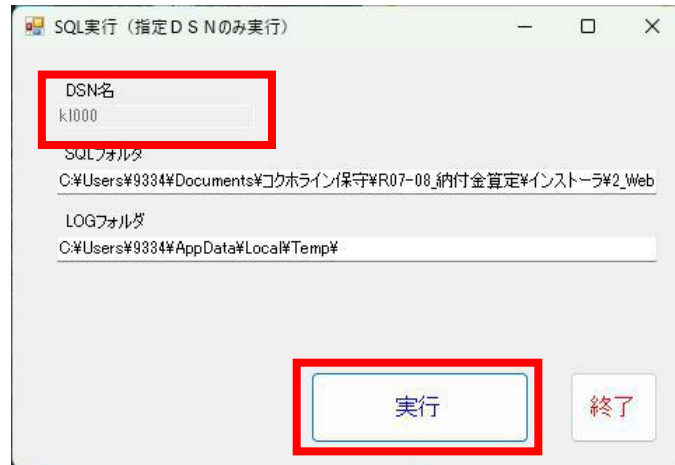 SQL実行（指定ＤＳＮのみ実行）
DSN名
kl000
SQLフォルダ
C:¥Users¥9334¥Documents¥コクホライン保守¥R07-08_納付金算定¥インストーラ¥2_Web
LOGフォルダ
C:¥Users¥9334¥AppData¥Local¥Temp¥
実行
終了